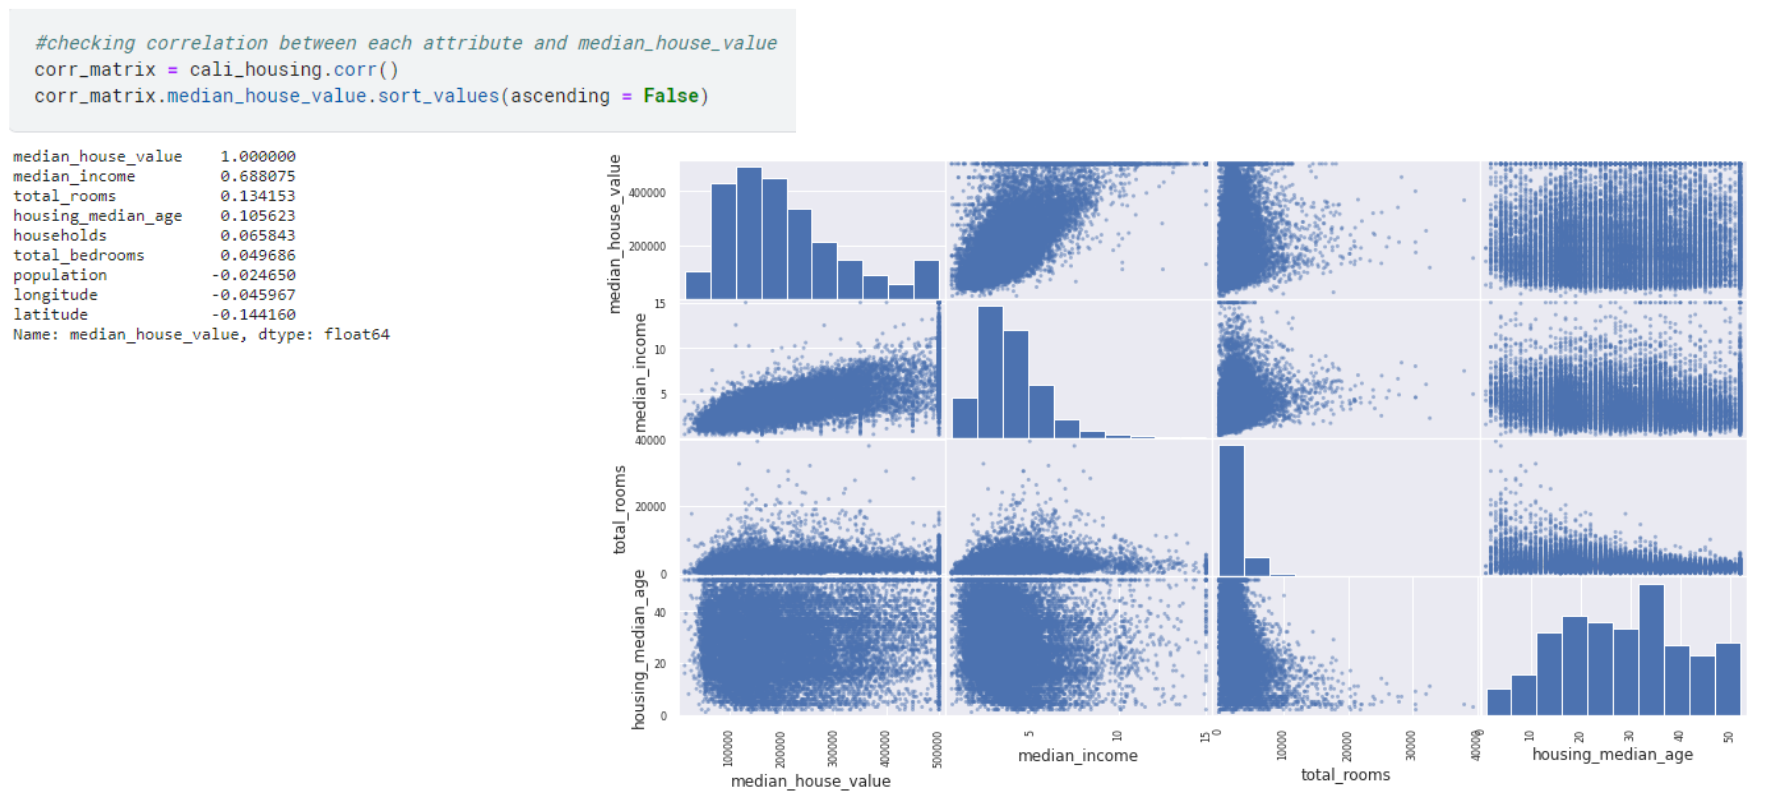 #checking correlation between each attribute and median_house_value
corr_matrix = cali_housing.corr()
corr_matrix.median_house_value.sort_values(ascending = False)
median_house_value 1.000000
median_income 0.688075
total_rooms 0.134153
housing_median_age 0.105623
households 0.065843
total_bedrooms 0.049686
population -0.024650
longitude -0.045967
latitude -0.144160
Name: median_house_value, dtype: float64
median_house_value
400000
200000
median_income
15
10
5
total_rooms
40000
20000
0
housing_median_age
40
20
0
100000
200000
300000
400000
500000
median_house_value
5
10
15
median_income
0
10000
20000
30000
40000
total_rooms
0
10
20
30
40
50
housing_median_age